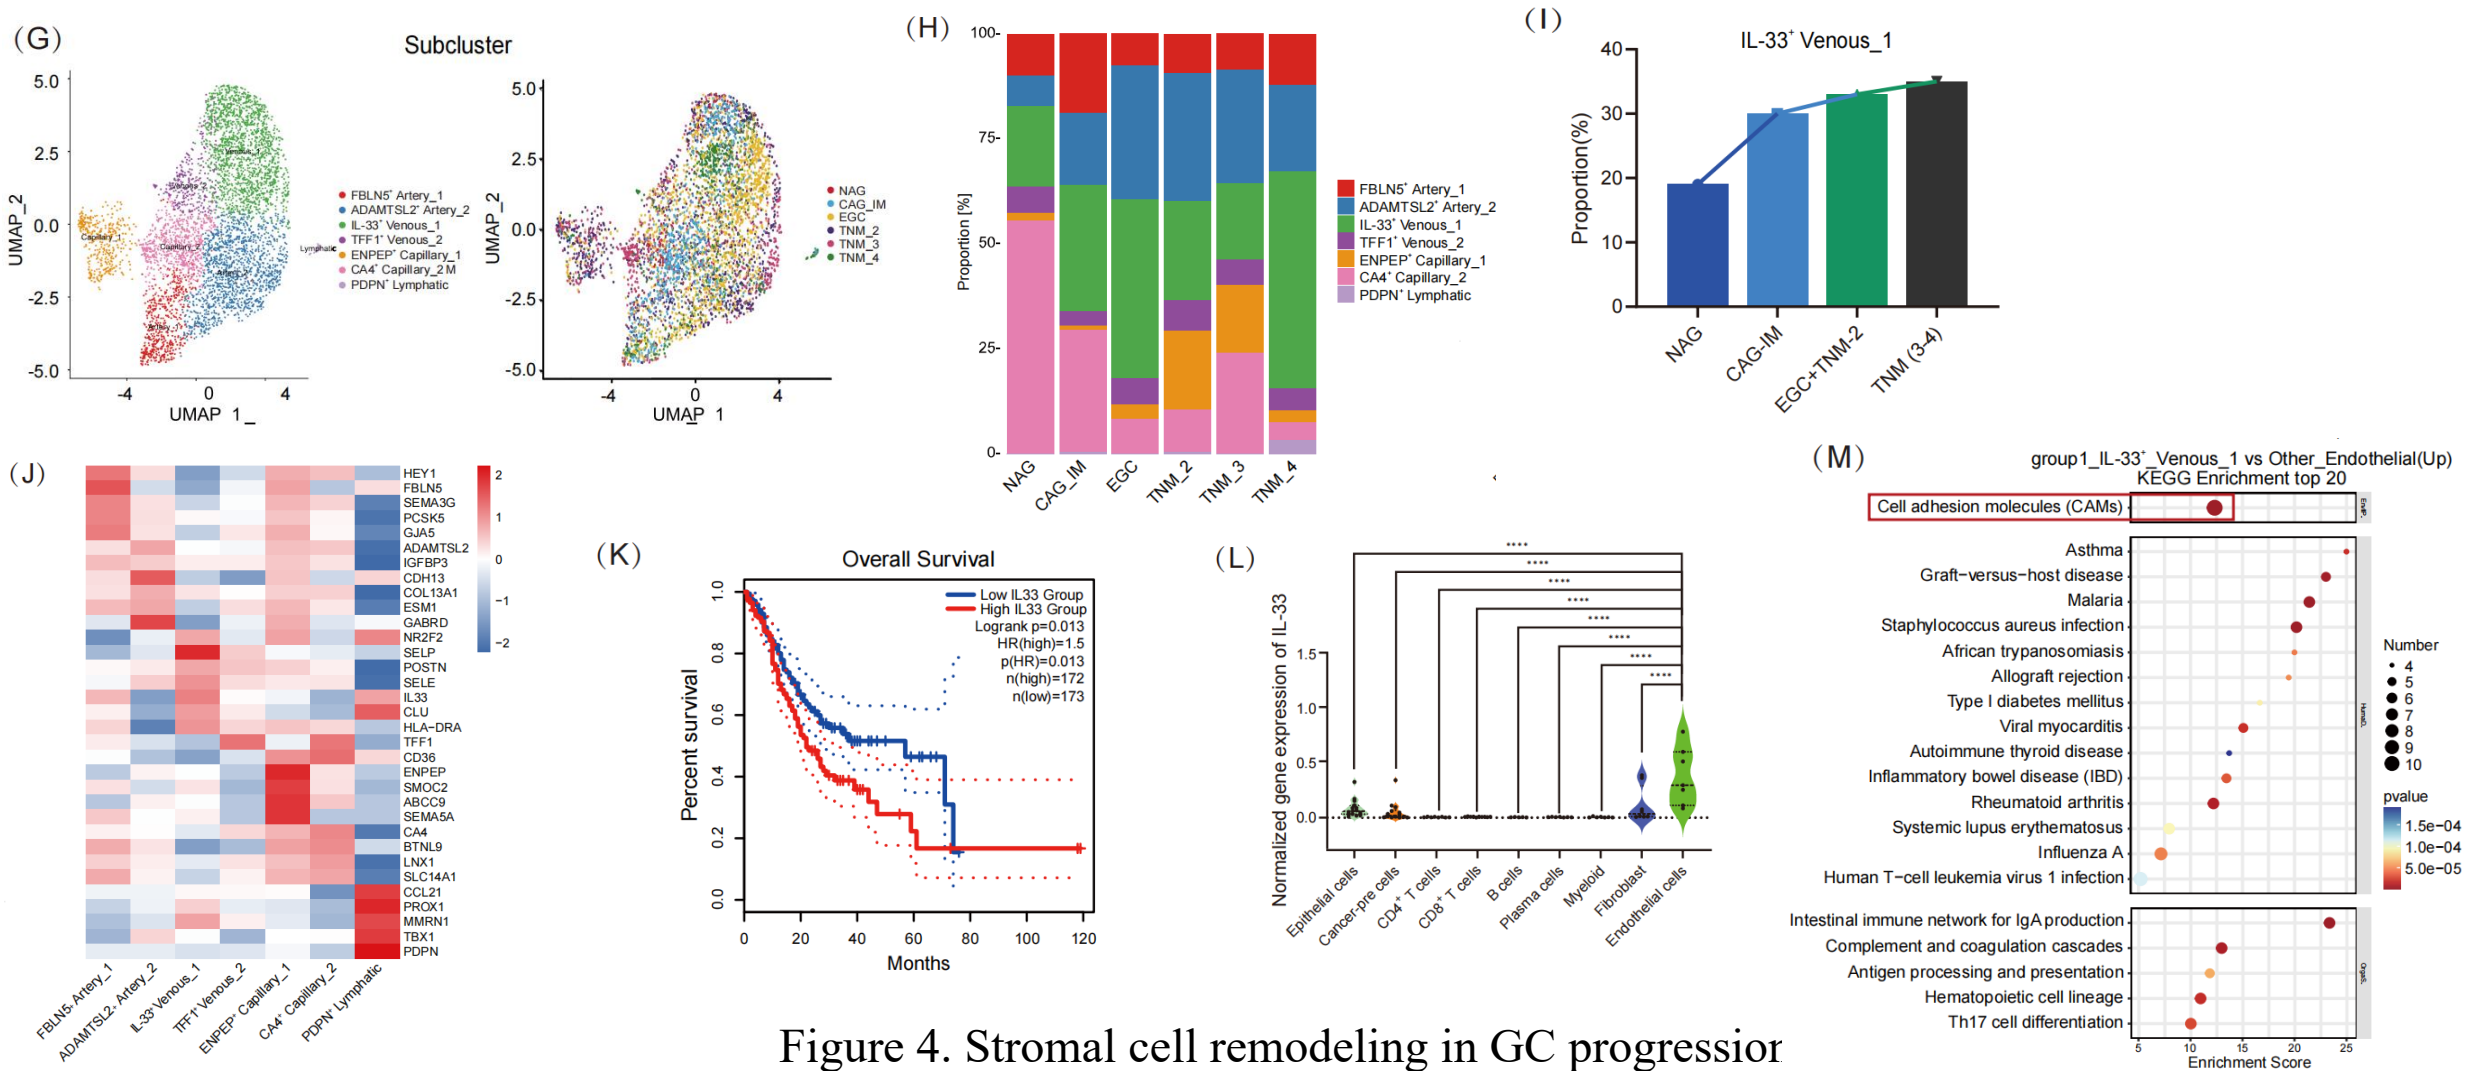 (G)
Subcluster
5.0
2.5
0.0
-2.5
-5.0
UMAP_2
-4
0
4
UMAP_1_
Venous_1
Venous_2
Capillary_1
Capillary_2
Artery_2
Artery_1
Lymphatic
FBLN5+ Artery_1
ADAMTSL2+ Artery_2
IL-33+ Venous_1
TFF1+ Venous_2
ENPEP+ Capillary_1
CA4+ Capillary_2 M
PDPN+ Lymphatic
5.0
2.5
0.0
-2.5
-5.0
UMAP_2
-4
0
4
UMAP_1
NAG
CAG_IM
EGC
TNM_2
TNM_3
TNM_4
(H)
100-
75-
50-
25-
0-
Proportion [%]
NAG
CAG_IM
EGC
TNM_2
TNM_3
TNM_4
FBLN5+ Artery_1
ADAMTSL2+ Artery_2
IL-33+ Venous_1
TFF1+ Venous_2
ENPEP+ Capillary_1
CA4+ Capillary_2
PDPN+ Lymphatic
(I)
IL-33+ Venous_1
40
30
20
10
0
Proportion(%)
NAG
CAG-IM
EGC+TNM-2
TNM (3-4)
(J)
HEY1
FBLN5
SEMA3G
PCSK5
GJA5
ADAMTSL2
IGFBP3
CDH13
COL13A1
ESM1
GABRD
NR2F2
SELP
POSTN
SELE
IL33
CLU
HLA-DRA
TFF1
CD36
ENPEP
SMOC2
ABCC9
SEMA5A
CA4
BTNL9
LNX1
SLC14A1
CCL21
PROX1
MMRN1
TBX1
PDPN
2
1
0
-1
-2
FBLN5+ Artery_1
ADAMTSL2+ Artery_2
IL-33+ Venous_1
TFF1+ Venous_2
ENPEP+ Capillary_1
CA4+ Capillary_2
PDPN+ Lymphatic
(K)
Overall Survival
Low IL33 Group
High IL33 Group
Logrank p=0.013
HR(high)=1.5
p(HR)=0.013
n(high)=172
n(low)=173
1.0
0.8
0.6
0.4
0.2
0.0
Percent survival
0
20
40
60
80
100
120
Months
(L)
****
****
****
****
****
****
****
****
1.5
1.0
0.5
0.0
Normalized gene expression of IL-33
Epithelial cells
Cancer-pre cells
CD4+ T cells
CD8+ T cells
B cells
Plasma cells
Myeloid
Fibroblast
Endothelial cells
(M)
group1_IL-33+_Venous_1 vs Other_Endothelial(Up)
KEGG Enrichment top 20
Cell adhesion molecules (CAMs)
Asthma
Graft-versus-host disease
Malaria
Staphylococcus aureus infection
African trypanosomiasis
Allograft rejection
Type I diabetes mellitus
Viral myocarditis
Autoimmune thyroid disease
Inflammatory bowel disease (IBD)
Rheumatoid arthritis
Systemic lupus erythematosus
Influenza A
Human T-cell leukemia virus 1 infection
Intestinal immune network for IgA production
Complement and coagulation cascades
Antigen processing and presentation
Hematopoietic cell lineage
Th17 cell differentiation
5
10
15
20
25
Enrichment Score
Number
4
5
6
7
8
9
10
pvalue
1.5e-04
1.0e-04
5.0e-05
Figure 4. Stromal cell remodeling in GC progression